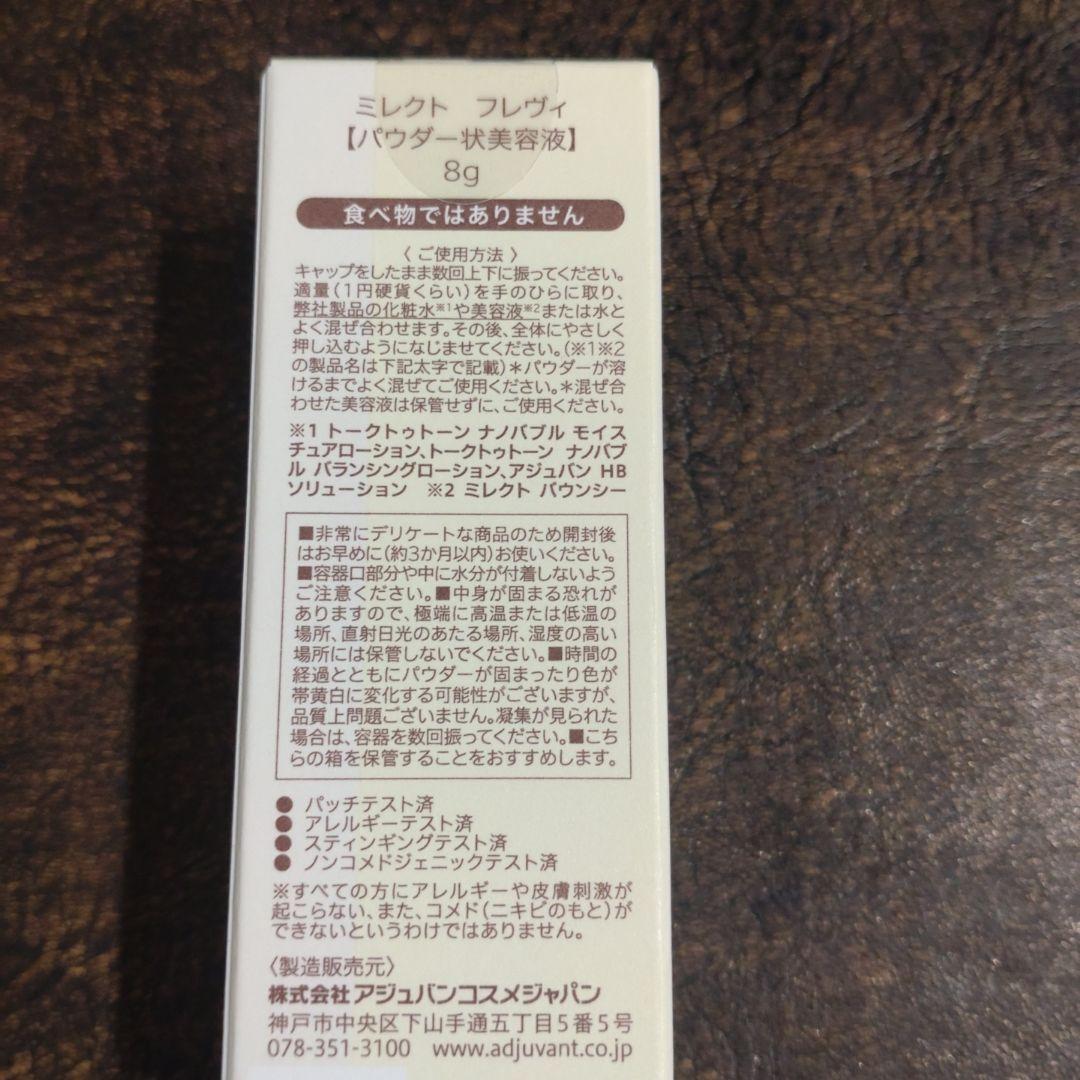 ミレクト フレヴィ
【パウダー状美容液】
8g
食べ物ではありません
〈 ご使用方法 〉
キャップをしたまま数回上下に振ってください。
適量(1円硬貨くらい)を手のひらに取り、
弊社製品の化粧水※1や美容液※2または水と
よく混ぜ合わせます。その後、全体にやさしく
押し込むようになじませてください。(※1※2
の製品名は下記太字で記載)＊パウダーが溶
けるまでよく混ぜてご使用ください。＊混ぜ合
わせた美容液は保管せずに、ご使用ください。
※1 トークトゥトーン ナノバブル モイス
チュアローション、トークトゥトーン ナノバブ
ル バランシングローション、アジュバン HB
ソリューション ※2 ミレクト バウンシー
■非常にデリケートな商品のため開封後
はお早めに(約3か月以内)お使いください。
■容器口部分や中に水分が付着しないよう
ご注意ください。■中身が固まる恐れが
ありますので、極端に高温または低温の
場所、直射日光のあたる場所、湿度の高い
場所には保管しないでください。■時間の
経過とともにパウダーが固まったり色が
帯黄白に変化する可能性がございますが、
品質上問題ございません。凝集が見られた
場合は、容器を数回振ってください。■こち
らの箱を保管することをおすすめします。
● パッチテスト済
● アレルギーテスト済
● スティンギングテスト済
● ノンコメドジェニックテスト済
※すべての方にアレルギーや皮膚刺激が
起こらない、また、コメド(ニキビのもと)が
できないというわけではありません。
〈製造販売元〉
株式会社アジュバンコスメジャパン
神戸市中央区下山手通五丁目5番5号
078-351-3100 www.adjuvant.co.jp